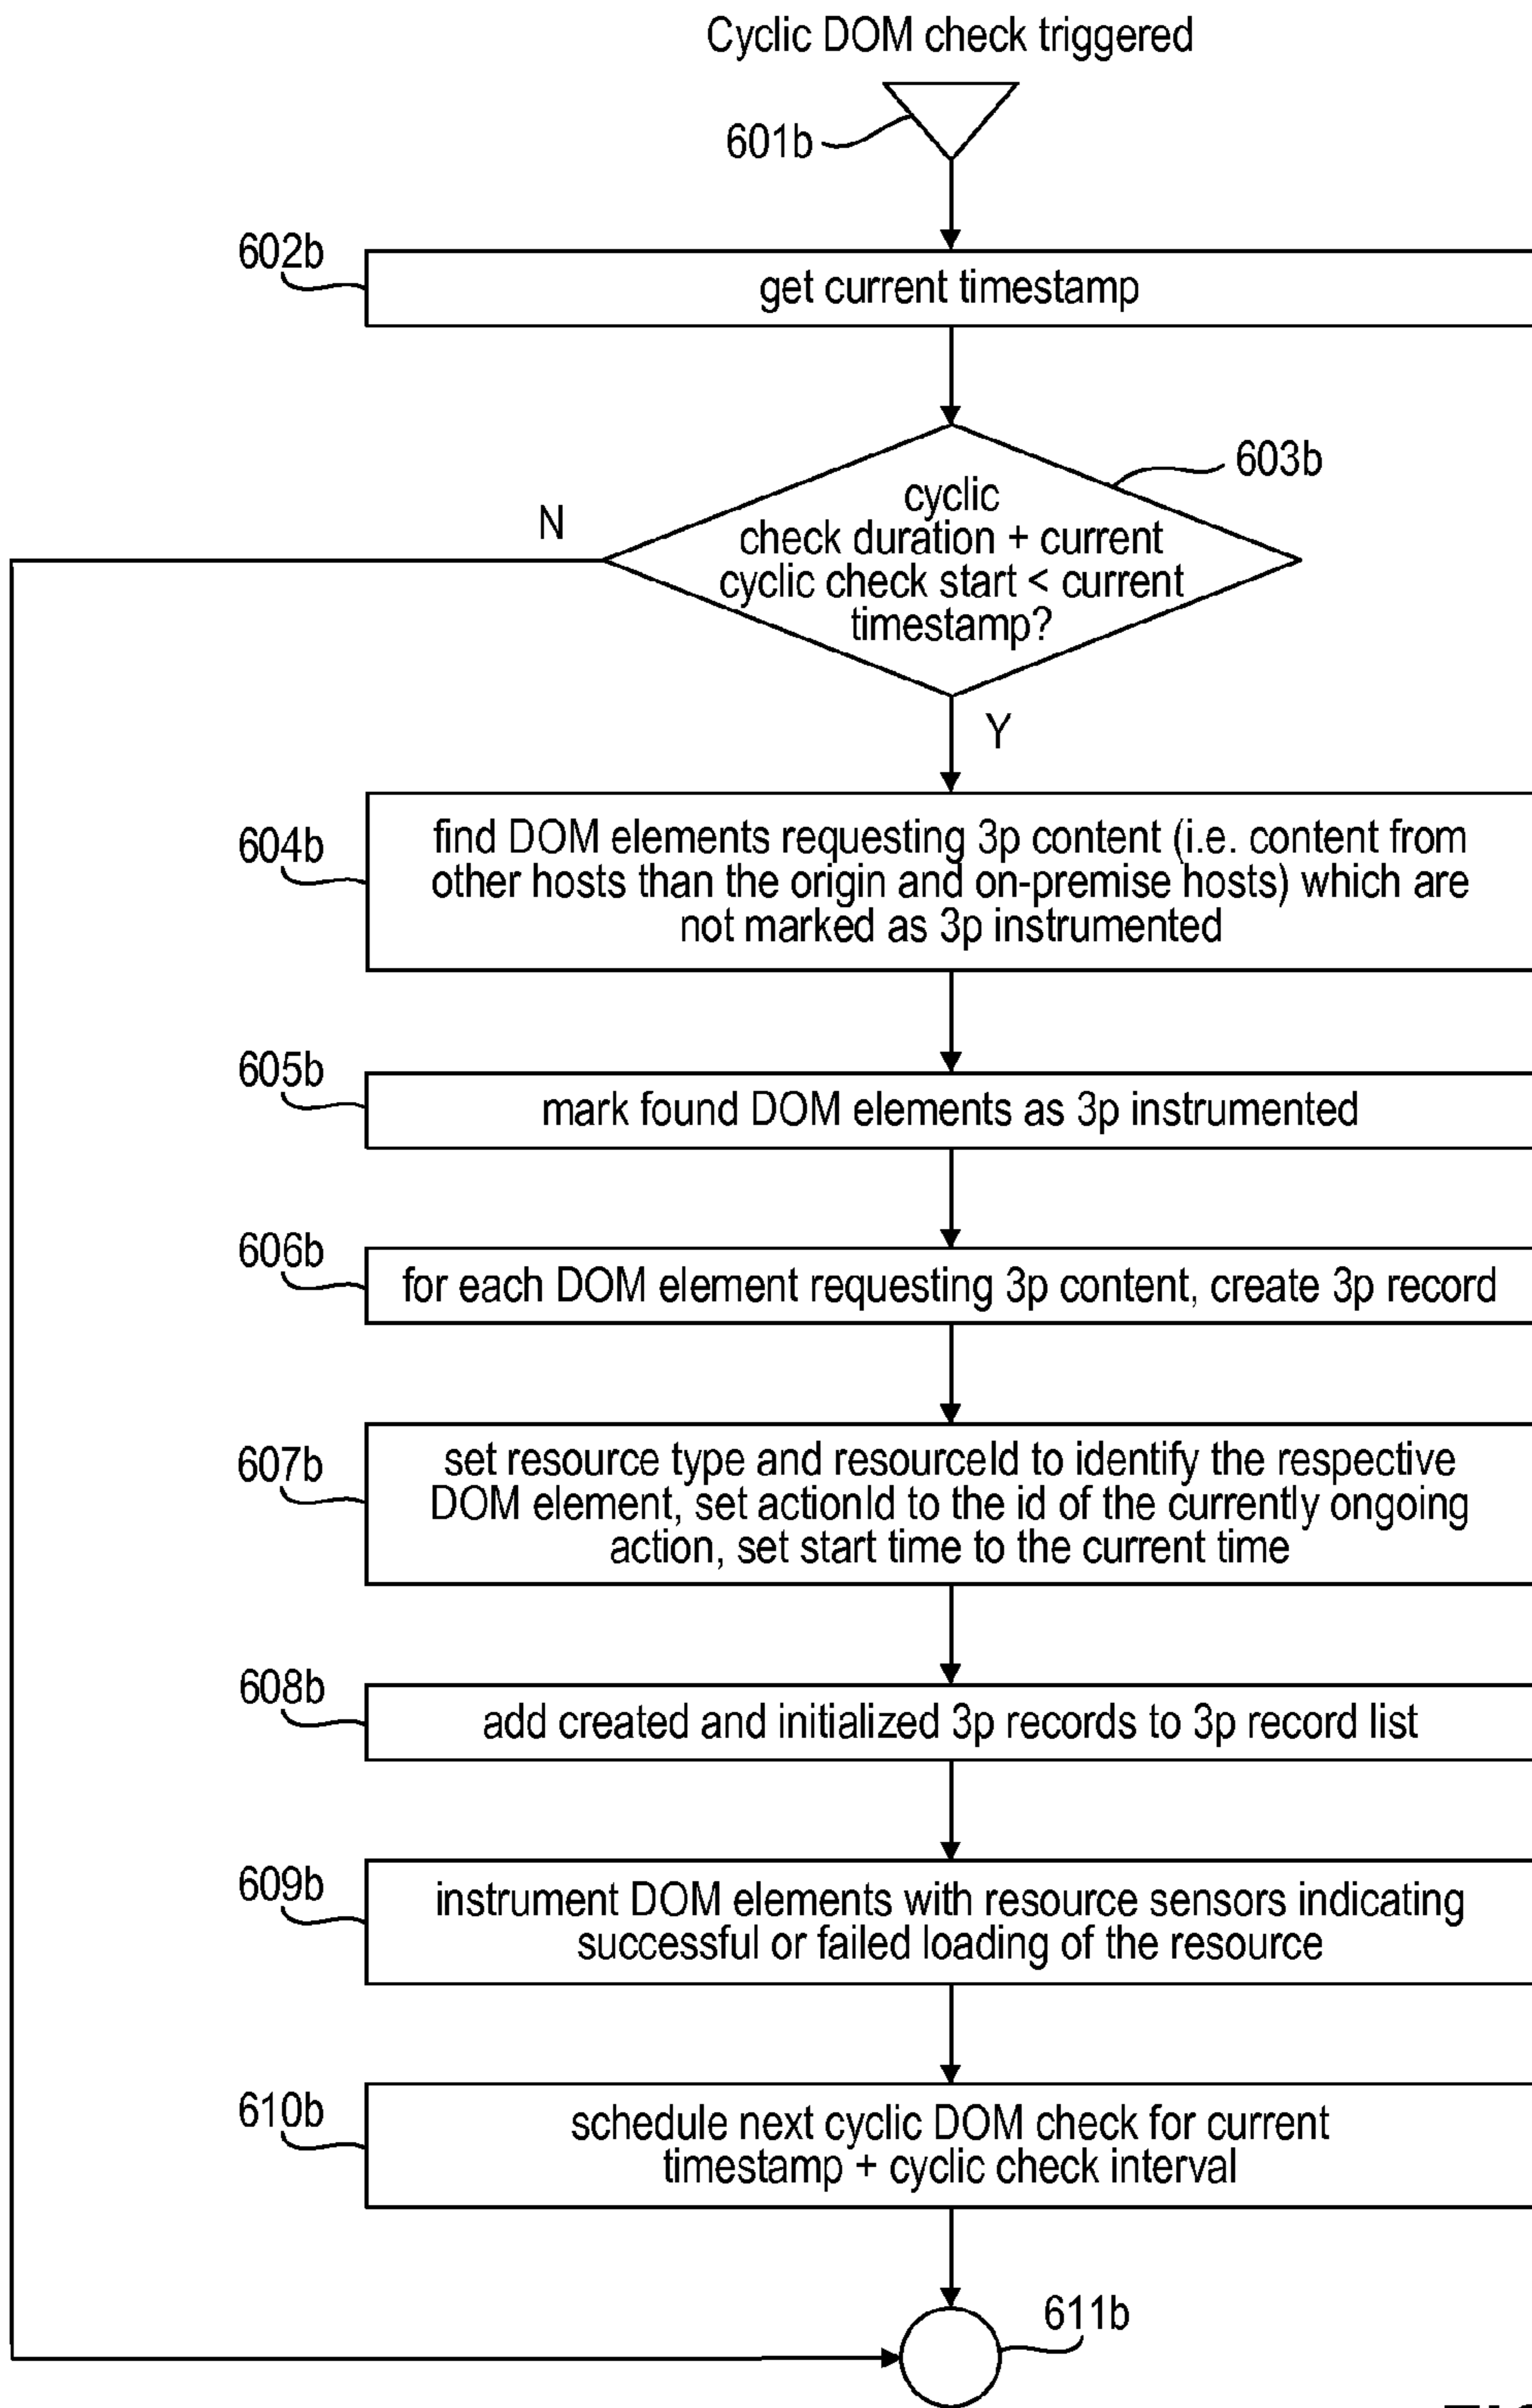 Cyclic DOM check triggered
601b
602b
get current timestamp
603b
N
cyclic
check duration + current
cyclic check start < current
timestamp?
Y
604b
find DOM elements requesting 3p content (i.e. content from
other hosts than the origin and on-premise hosts) which are
not marked as 3p instrumented
605b
mark found DOM elements as 3p instrumented
606b
for each DOM element requesting 3p content, create 3p record
607b
set resource type and resourceId to identify the respective
DOM element, set actionId to the id of the currently ongoing
action, set start time to the current time
608b
add created and initialized 3p records to 3p record list
609b
instrument DOM elements with resource sensors indicating
successful or failed loading of the resource
610b
schedule next cyclic DOM check for current
timestamp + cyclic check interval
611b